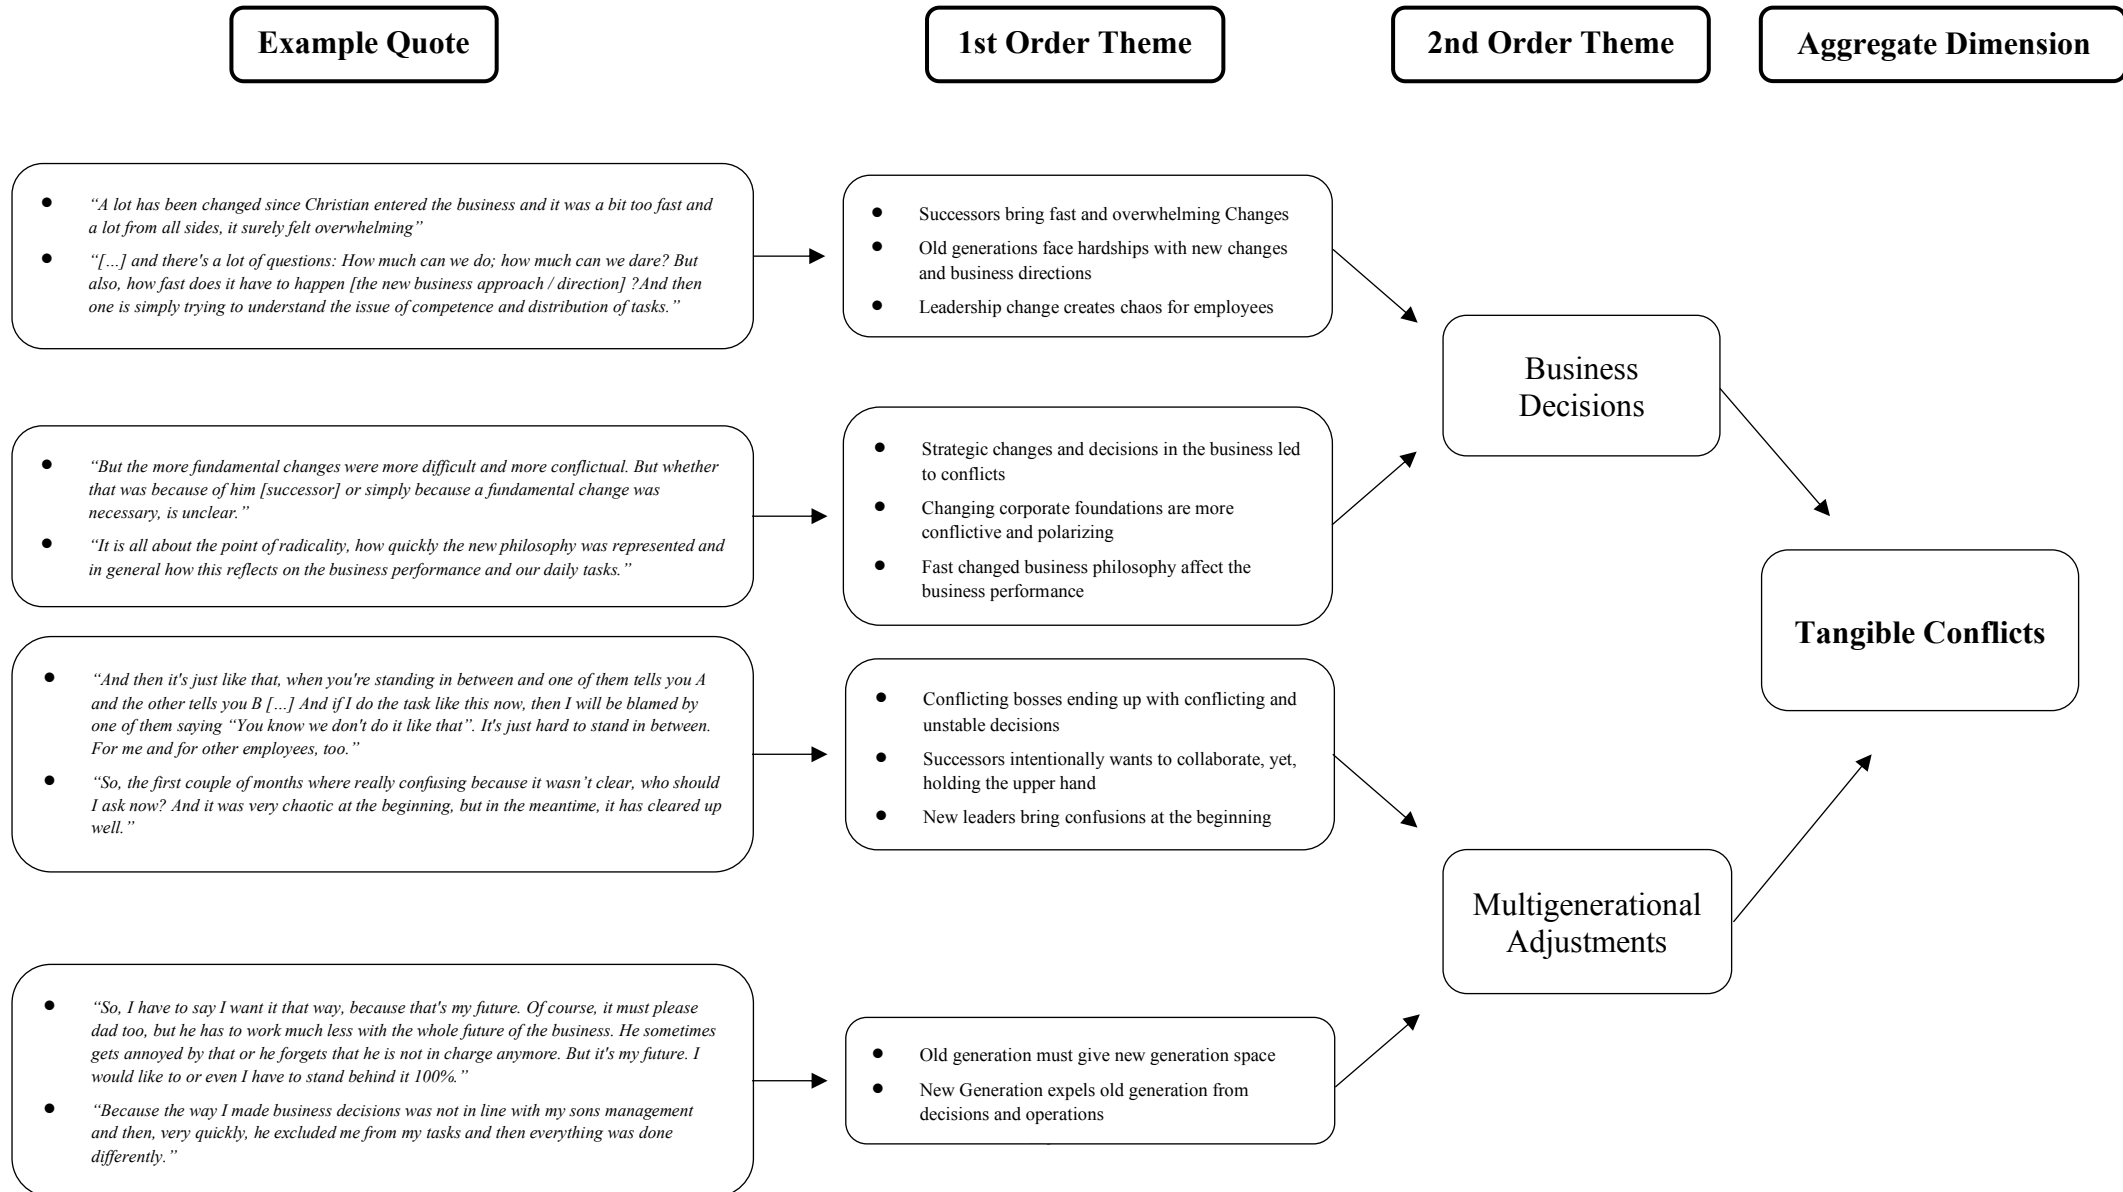 Example Quote
1st Order Theme
2nd Order Theme
Aggregate Dimension
“A lot has been changed since Christian entered the business and it was a bit too fast and
a lot from all sides, it surely felt overwhelming”
“[…] and there's a lot of questions: How much can we do; how much can we dare? But
also, how fast does it have to happen [the new business approach / direction] ?And then
one is simply trying to understand the issue of competence and distribution of tasks.”
Successors bring fast and overwhelming Changes
Old generations face hardships with new changes
and business directions
Leadership change creates chaos for employees
Business
Decisions
“But the more fundamental changes were more difficult and more conflictual. But whether
that was because of him [successor] or simply because a fundamental change was
necessary, is unclear.”
“It is all about the point of radicality, how quickly the new philosophy was represented and
in general how this reflects on the business performance and our daily tasks.”
Strategic changes and decisions in the business led
to conflicts
Changing corporate foundations are more
conflictive and polarizing
Fast changed business philosophy affect the
business performance
Tangible Conflicts
“And then it's just like that, when you're standing in between and one of them tells you A
and the other tells you B […] And if I do the task like this now, then I will be blamed by
one of them saying “You know we don't do it like that”. It's just hard to stand in between.
For me and for other employees, too.”
“So, the first couple of months where really confusing because it wasn’t clear, who should
I ask now? And it was very chaotic at the beginning, but in the meantime, it has cleared up
well.”
Conflicting bosses ending up with conflicting and
unstable decisions
Successors intentionally wants to collaborate, yet,
holding the upper hand
New leaders bring confusions at the beginning
Multigenerational
Adjustments
“So, I have to say I want it that way, because that's my future. Of course, it must please
dad too, but he has to work much less with the whole future of the business. He sometimes
gets annoyed by that or he forgets that he is not in charge anymore. But it's my future. I
would like to or even I have to stand behind it 100%.”
“Because the way I made business decisions was not in line with my sons management
and then, very quickly, he excluded me from my tasks and then everything was done
differently.”
Old generation must give new generation space
New Generation expels old generation from
decisions and operations